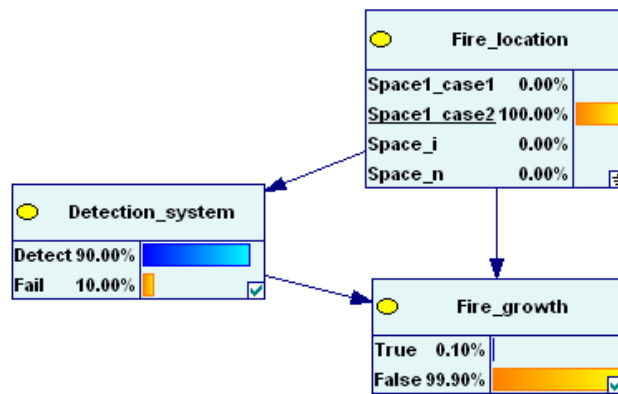 Fire_location
Space1_case1 0.00%
Space1_case2 100.00%
Space_i 0.00%
Space_n 0.00%
Detection_system
Detect 90.00%
Fail 10.00%
Fire_growth
True 0.10%
False 99.90%